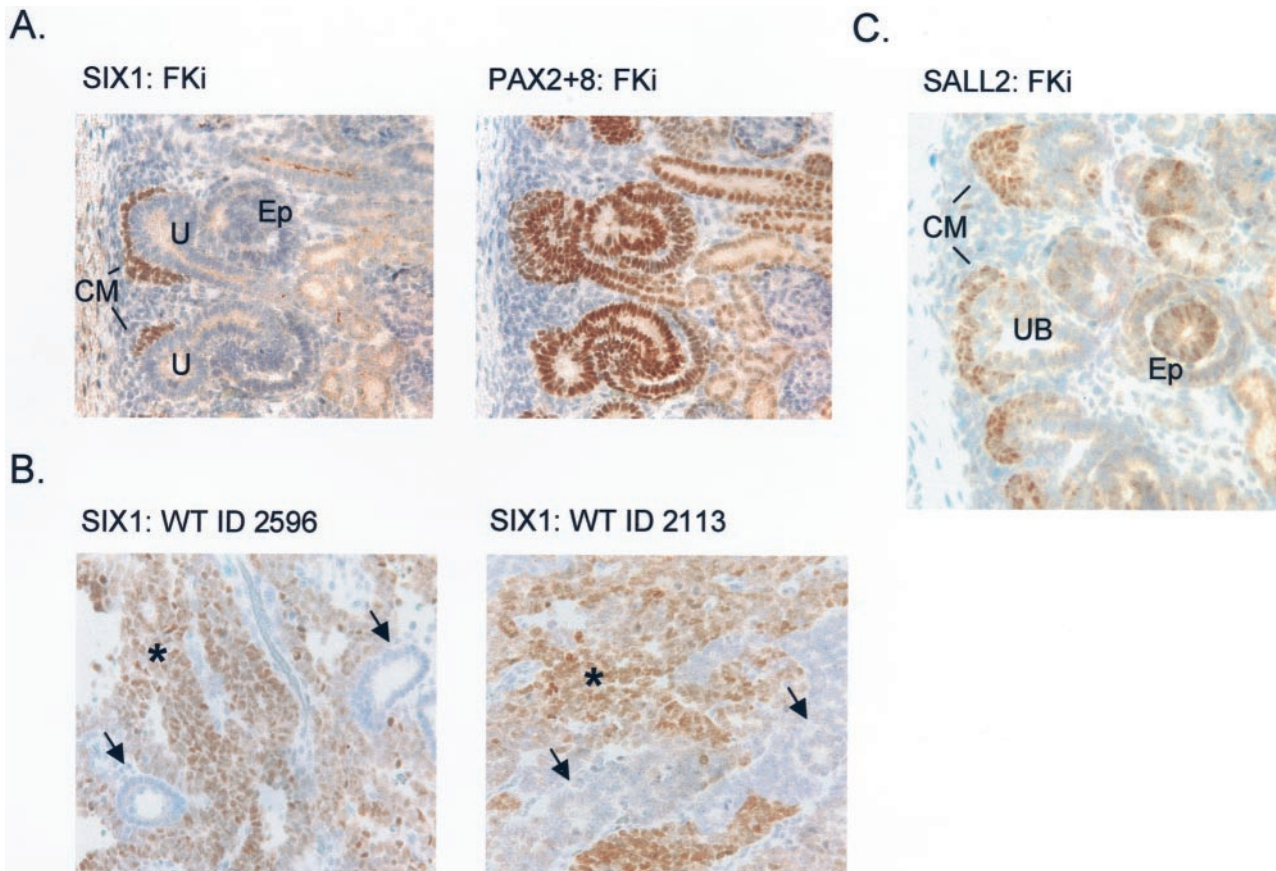 A.
C.
SIX1: FKi
PAX2+8: FKi
SALL2: FKi
Ep
U
CM
U
CM
UB
Ep
B.
SIX1: WT ID 2596
SIX1: WT ID 2113
*
*